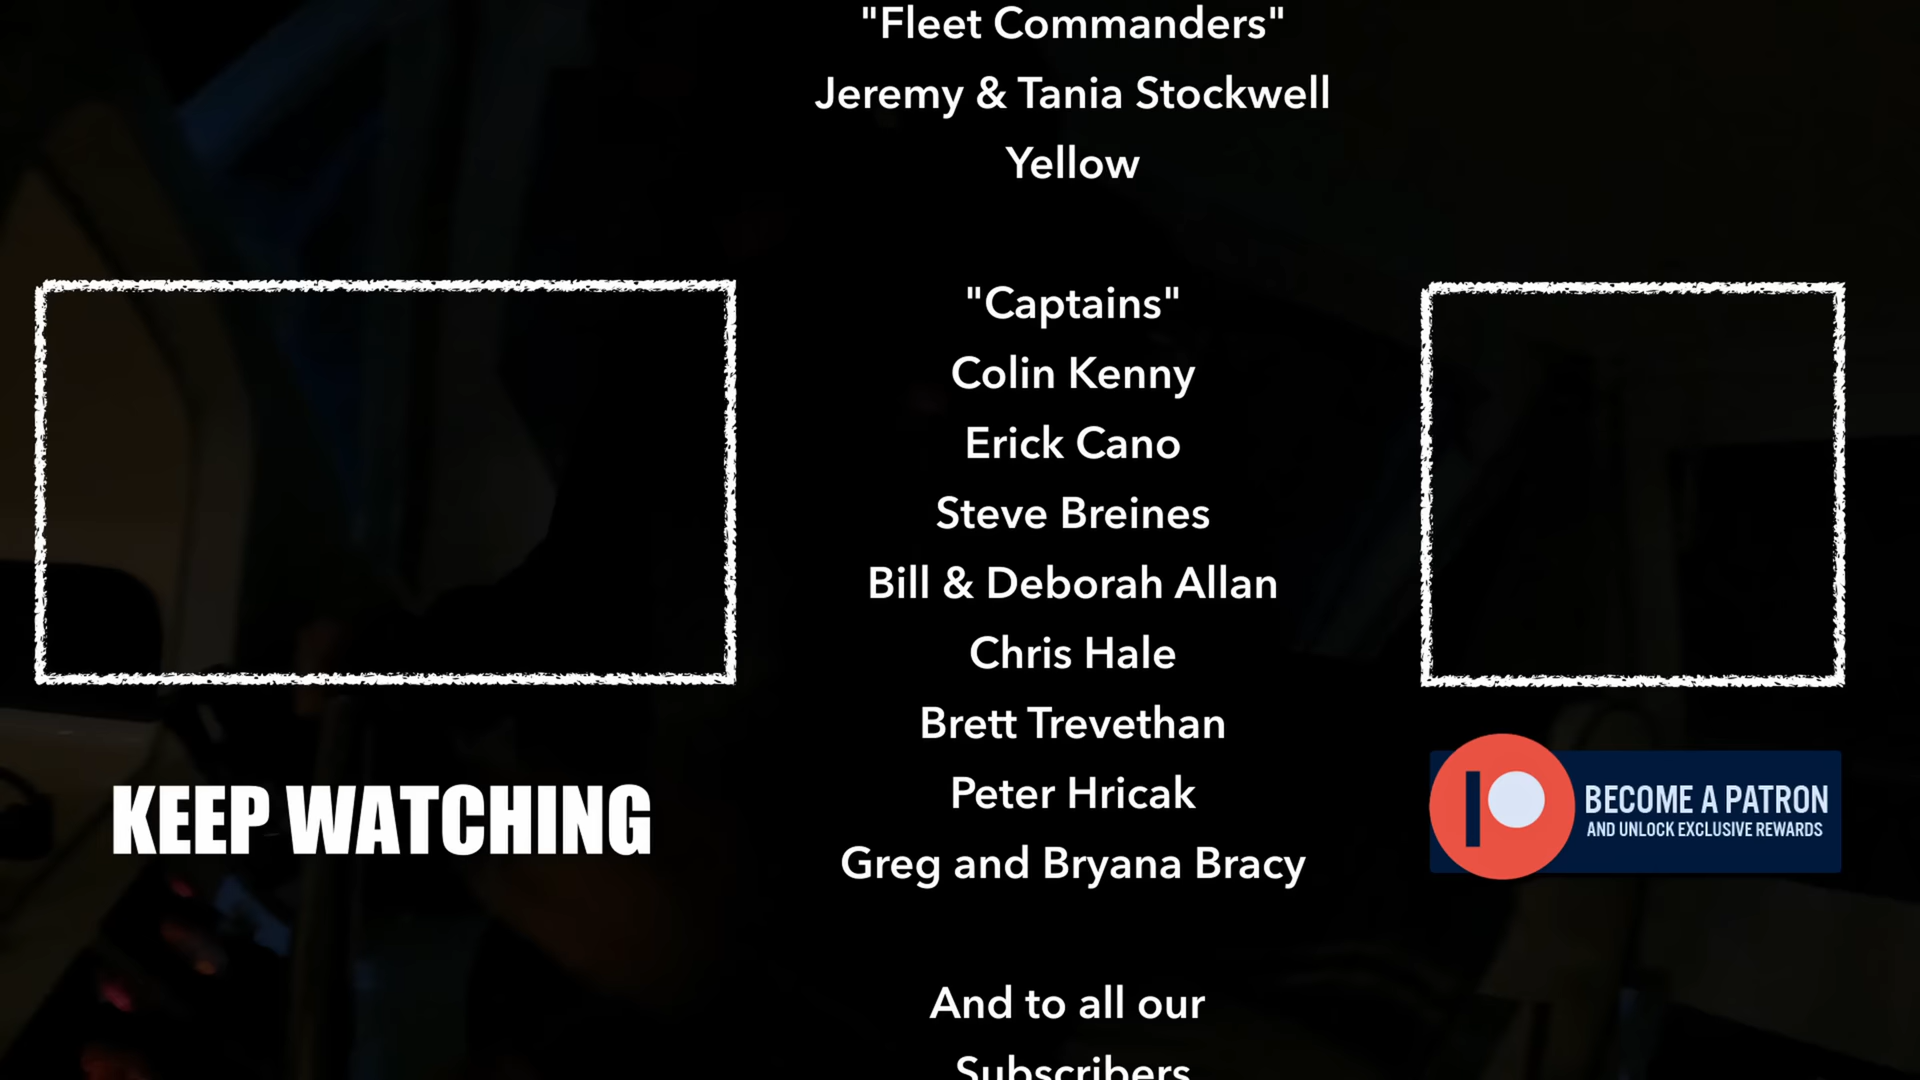 "Fleet Commanders"
Jeremy & Tania Stockwell
Yellow
"Captains"
Colin Kenny
Erick Cano
Steve Breines
Bill & Deborah Allan
Chris Hale
Brett Trevethan
Peter Hricak
Greg and Bryana Bracy
And to all our
Subscribers
KEEP WATCHING
BECOME A PATRON
AND UNLOCK EXCLUSIVE REWARDS